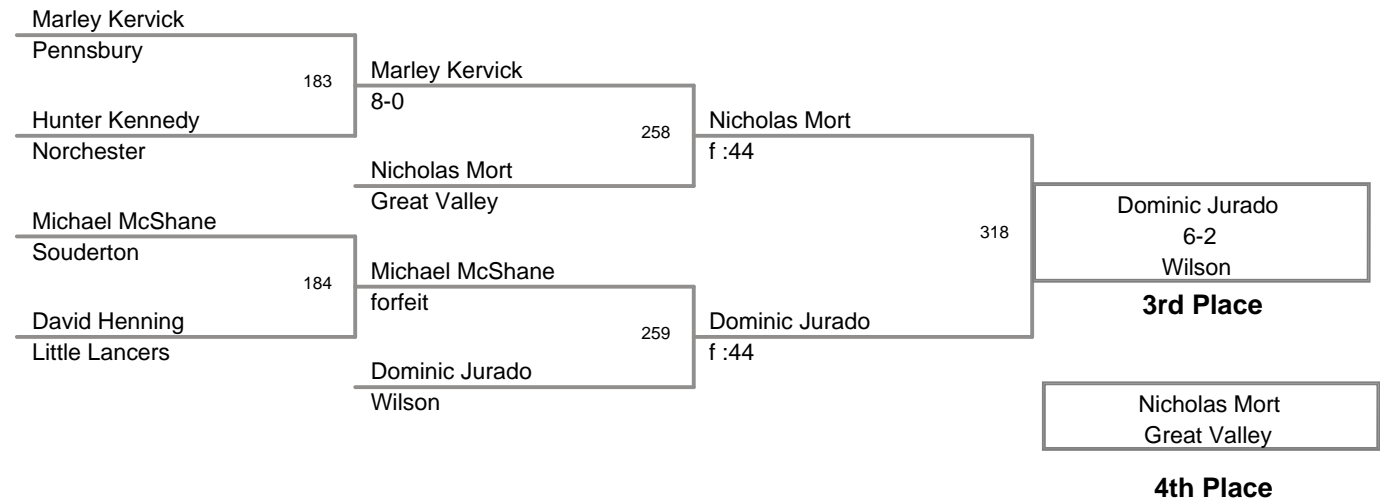 Marley Kervick
Pennsbury
183
Hunter Kennedy
Norchester
Michael McShane
Souderton
184
David Henning
Little Lancers
Marley Kervick
8-0
258
Nicholas Mort
Great Valley
Michael McShane
forfeit
259
Dominic Jurado
Wilson
Nicholas Mort
f :44
318
Dominic Jurado
f :44
Dominic Jurado
6-2
Wilson
3rd Place
Nicholas Mort
Great Valley
4th Place